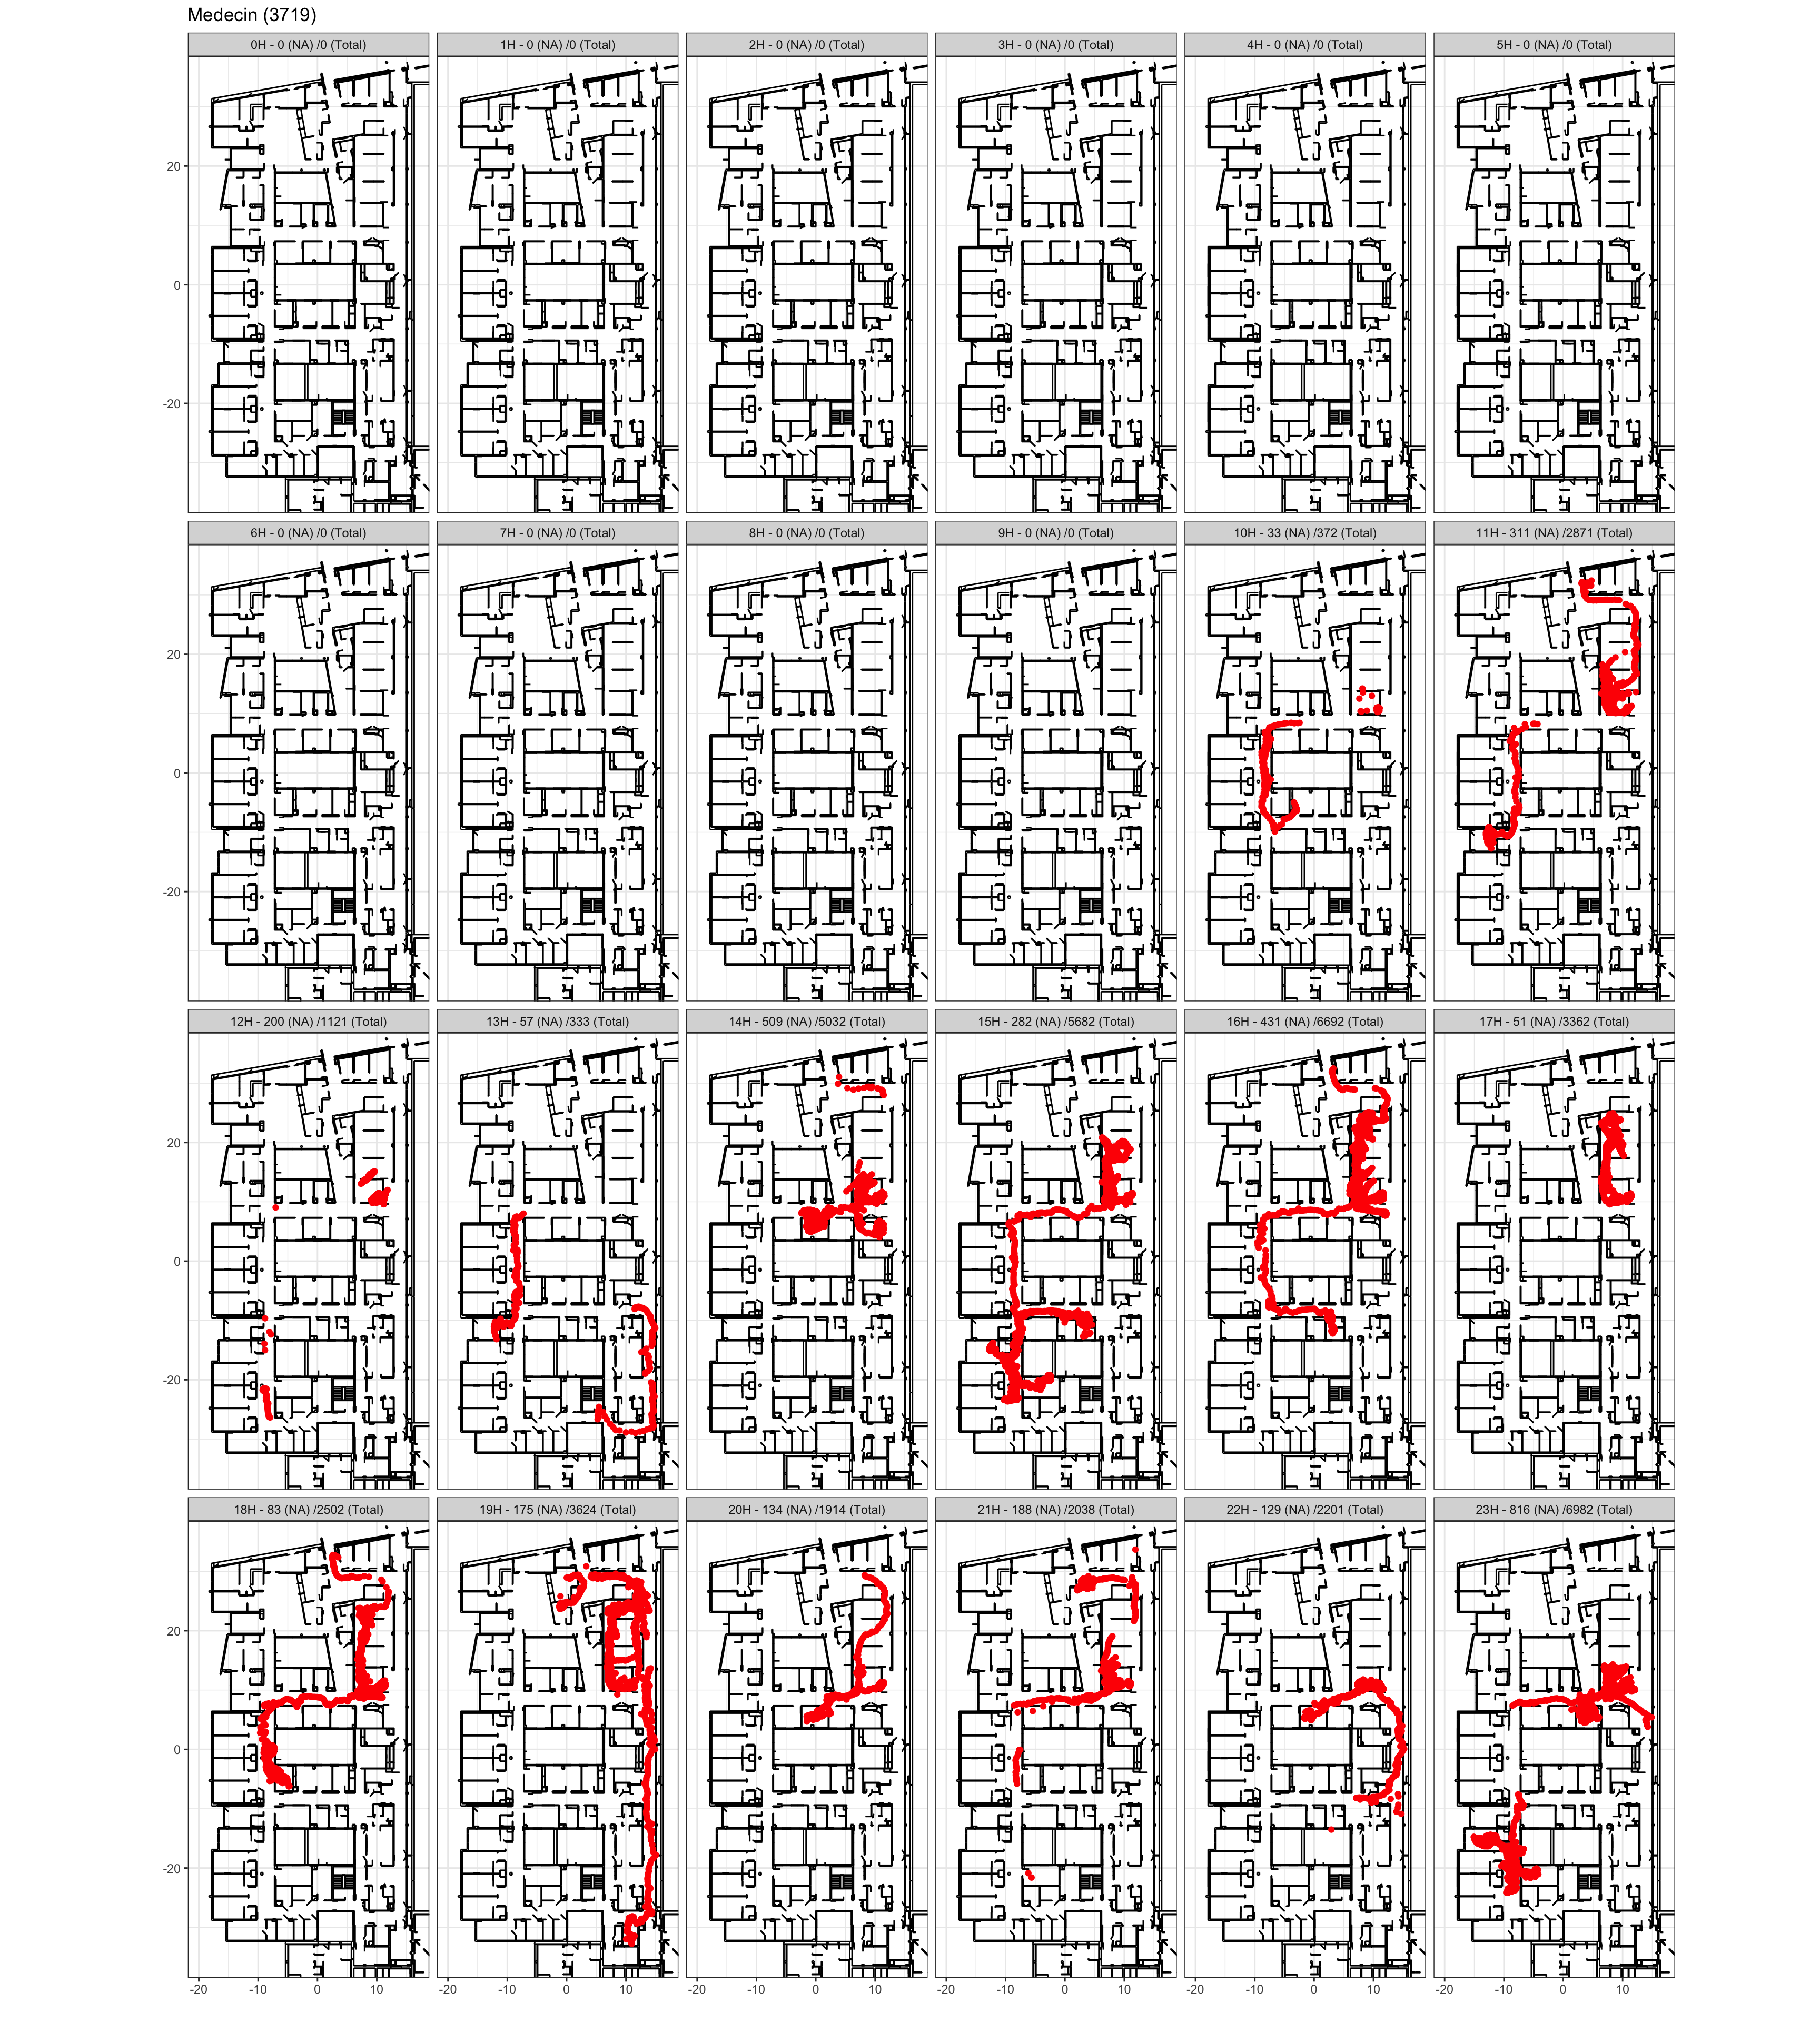 Medecin (3719)
0H - 0 (NA) /0 (Total) 1H - 0 (NA) /0 (Total) 2H - 0 (NA) /0 (Total) 3H - 0 (NA) /0 (Total) 4H - 0 (NA) /0 (Total) 5H - 0 (NA) /0 (Total)
20
0
-20
6H - 0 (NA) /0 (Total) 7H - 0 (NA) /0 (Total) 8H - 0 (NA) /0 (Total) 9H - 0 (NA) /0 (Total) 10H - 33 (NA) /372 (Total) 11H - 311 (NA) /2871 (Total)
20
0
-20
12H - 200 (NA) /1121 (Total) 13H - 57 (NA) /333 (Total) 14H - 509 (NA) /5032 (Total) 15H - 282 (NA) /5682 (Total) 16H - 431 (NA) /6692 (Total) 17H - 51 (NA) /3362 (Total)
20
0
-20
18H - 83 (NA) /2502 (Total) 19H - 175 (NA) /3624 (Total) 20H - 134 (NA) /1914 (Total) 21H - 188 (NA) /2038 (Total) 22H - 129 (NA) /2201 (Total) 23H - 816 (NA) /6982 (Total)
20
0
-20
-20 -10 0 10 -20 -10 0 10 -20 -10 0 10 -20 -10 0 10 -20 -10 0 10 -20 -10 0 10